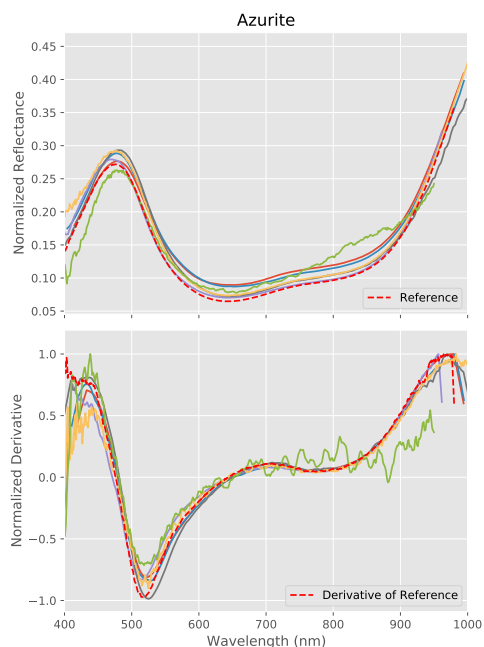 Azurite
Normalized Reflectance
0.45
0.40
0.35
0.30
0.25
0.20
0.15
0.10
0.05
Reference
Normalized Derivative
1.0
0.5
0.0
−0.5
−1.0
Derivative of Reference
400 500 600 700 800 900 1000
Wavelength (nm)